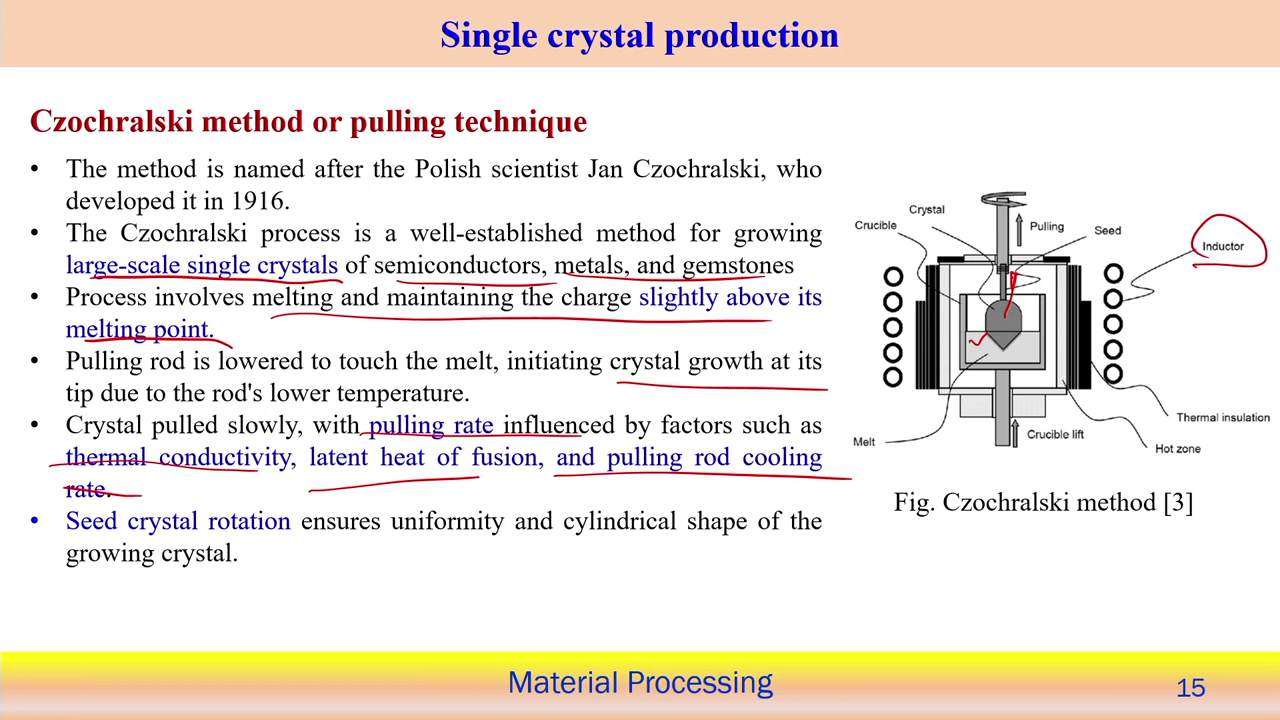 Single crystal production
Czochralski method or pulling technique
• The method is named after the Polish scientist Jan Czochralski, who
developed it in 1916.
• The Czochralski process is a well-established method for growing
large-scale single crystals of semiconductors, metals, and gemstones
• Process involves melting and maintaining the charge slightly above its
melting point.
• Pulling rod is lowered to touch the melt, initiating crystal growth at its
tip due to the rod's lower temperature.
• Crystal pulled slowly, with pulling rate influenced by factors such as
thermal conductivity, latent heat of fusion, and pulling rod cooling
rate.
• Seed crystal rotation ensures uniformity and cylindrical shape of the
growing crystal.
Crystal
Crucible
Pulling
Seed
Inductor
Thermal insulation
Crucible lift
Melt
Hot zone
Fig. Czochralski method [3]
Material Processing
15